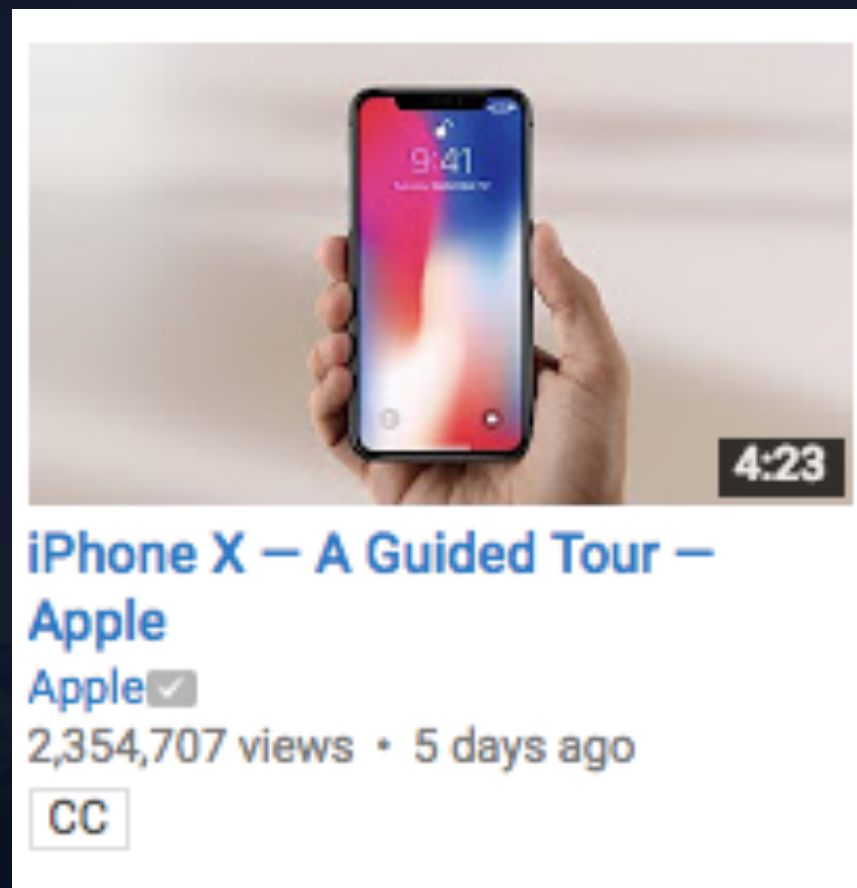 9:41
4:23
iPhone X — A Guided Tour —
Apple
Apple
2,354,707 views • 5 days ago
CC